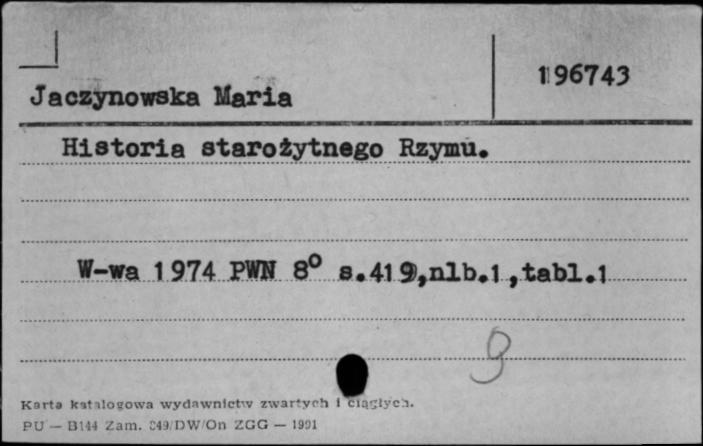 196743
Jaczynowska Maria
Historia starożytnego Rzymu.
W-wa 1974 PWN 8° s.419,nlb.1,tabl.1
9
Karta katalogowa wydawnictw zwartych i ciągłych.
PU — B144 Zam. 349/DW/On ZGG — 1991